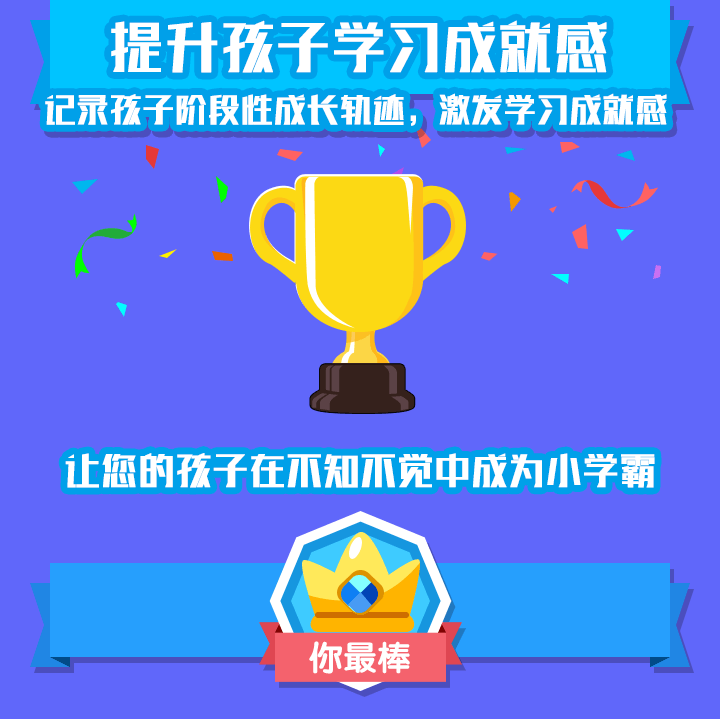 提升孩子学习成就感
记录孩子阶段性成长轨迹，激发学习成就感
让您的孩子在不知不觉中成为小学霸
你最棒